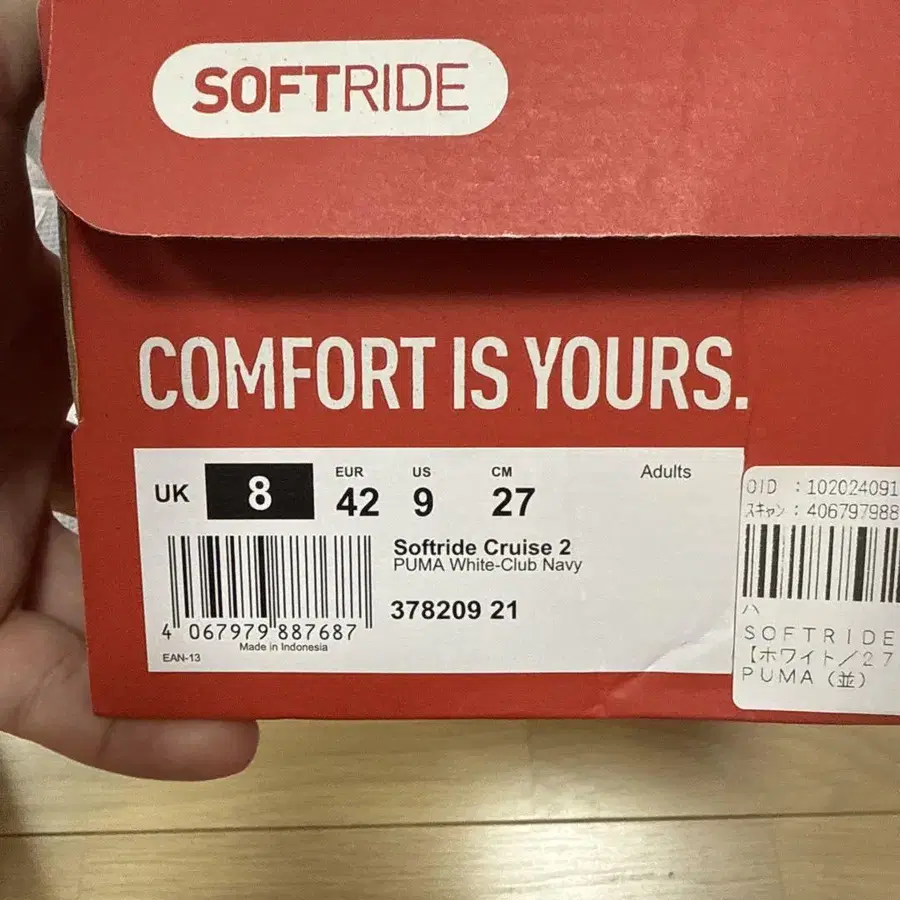 SOFTRIDE
COMFORT IS YOURS.
UK 8 EUR 42 US 9 CM 27 Adults
Softride Cruise 2
PUMA White-Club Navy
378209 21
4 067979 887687
Made in Indonesia
EAN-13
OID :102024091
スキャン:406797988
ハ
SOFTRIDE
【ホワイト/27
PUMA(並)